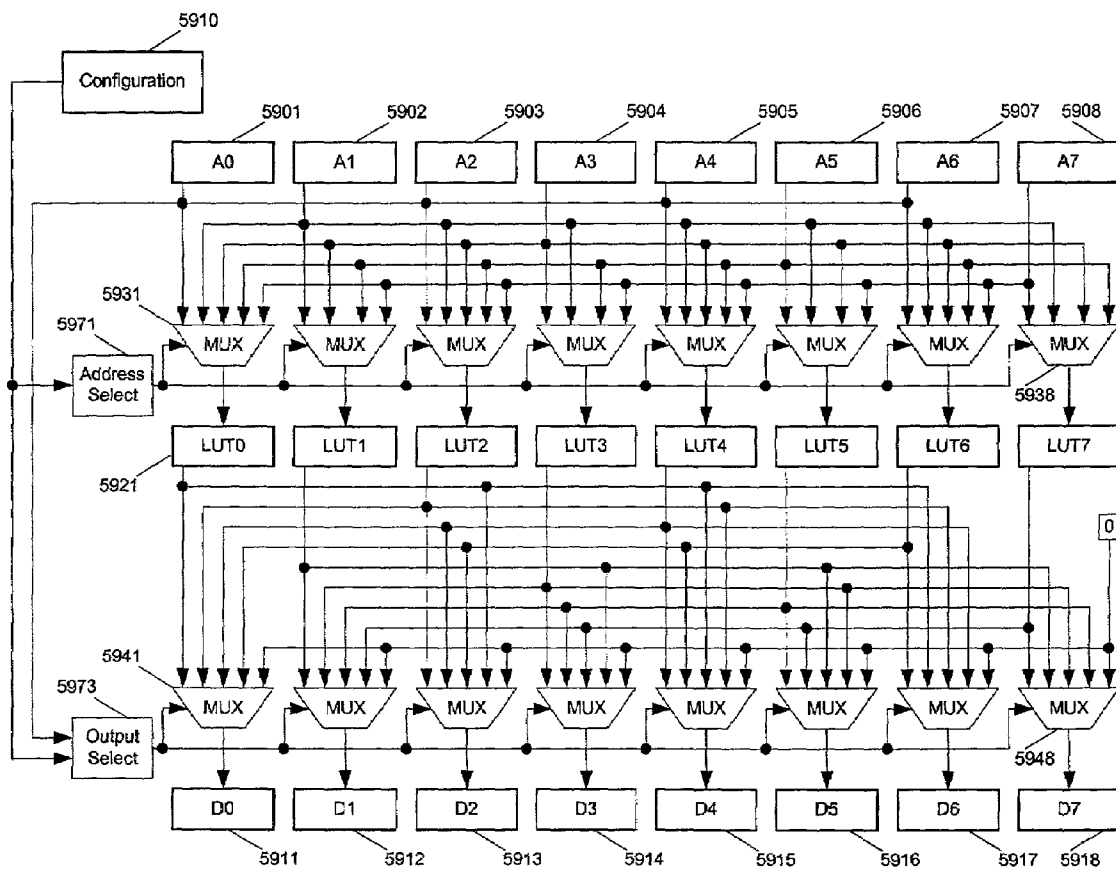 5910
Configuration
5901 5902 5903 5904 5905 5906 5907 5908
A0 A1 A2 A3 A4 A5 A6 A7
5931
5971
MUX MUX MUX MUX MUX MUX MUX MUX
Address
Select
5938
LUT0 LUT1 LUT2 LUT3 LUT4 LUT5 LUT6 LUT7
5921
0
5941
5973
MUX MUX MUX MUX MUX MUX MUX MUX
Output
Select
5948
D0 D1 D2 D3 D4 D5 D6 D7
5911 5912 5913 5914 5915 5916 5917 5918